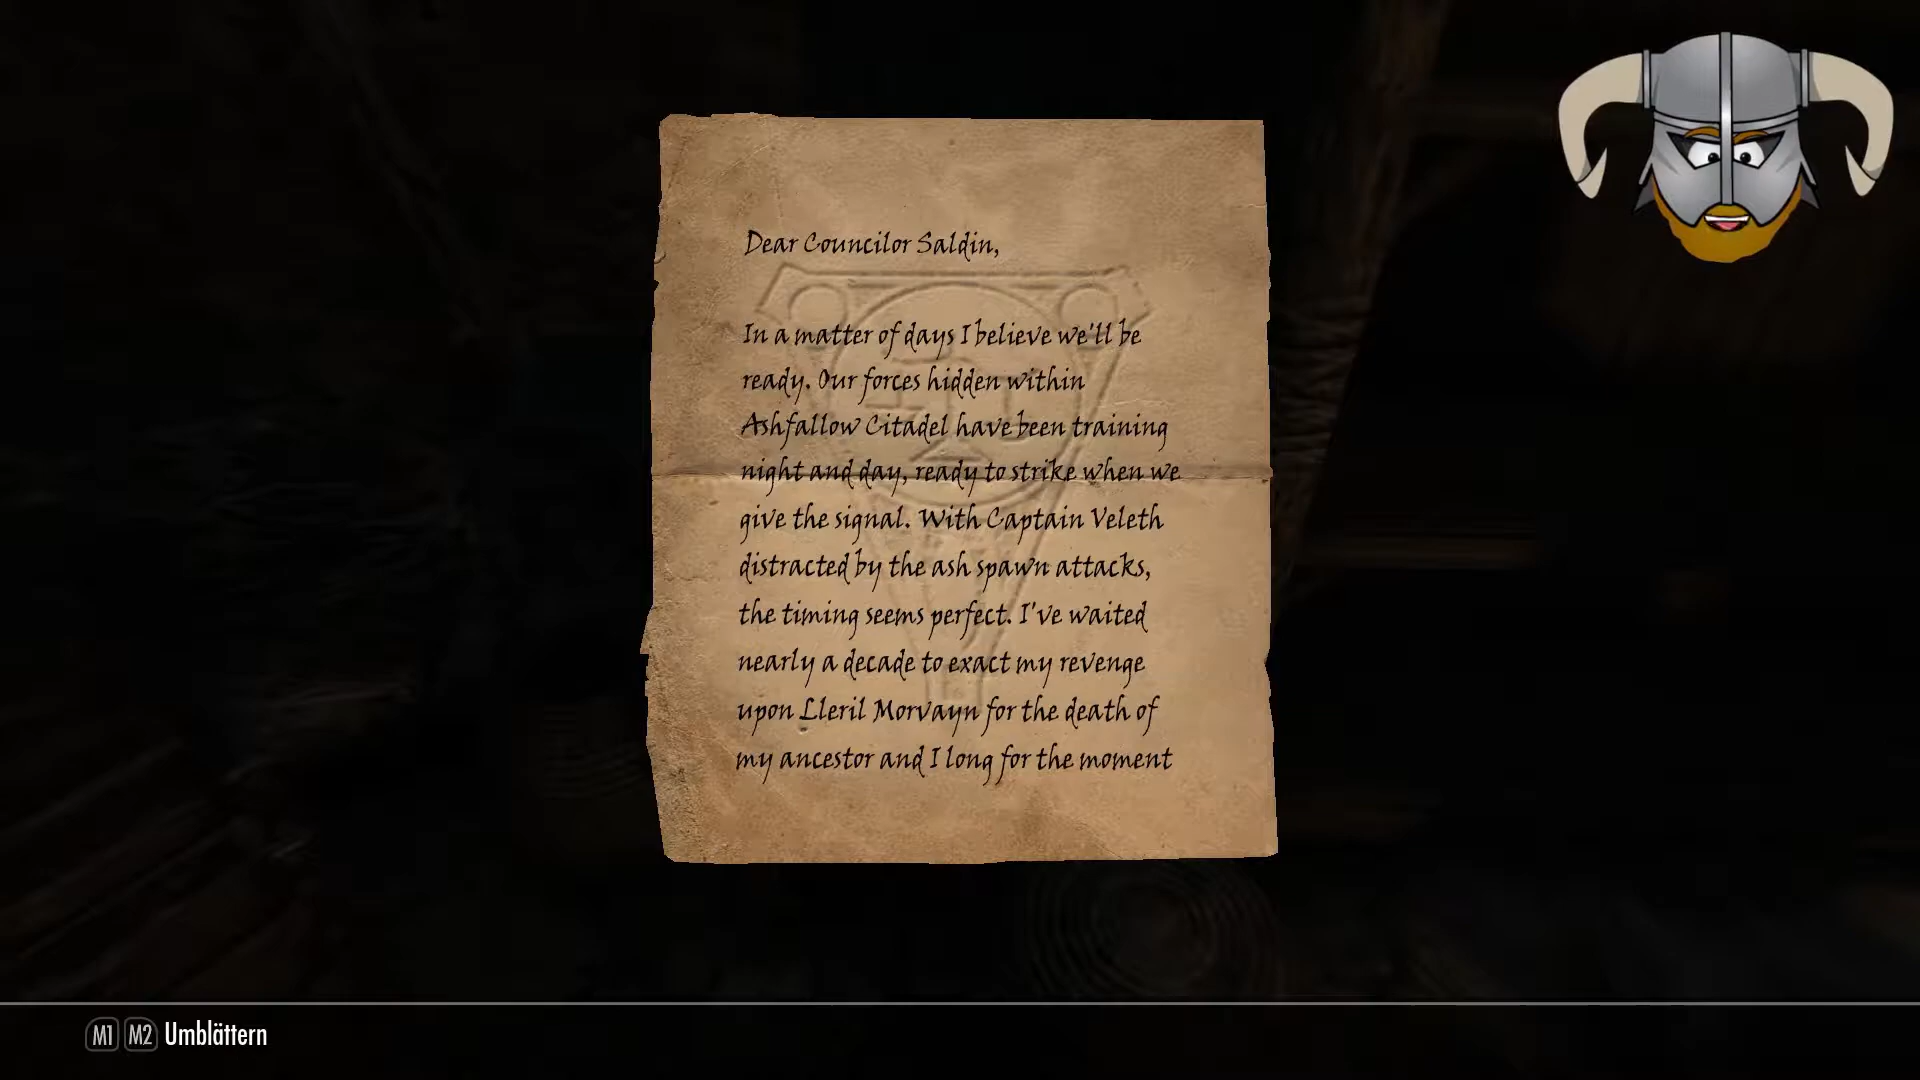 Dear Councilor Saldin,
In a matter of days I believe we'll be
ready. Our forces hidden within
Ashfallow Citadel have been training
night and day, ready to strike when we
give the signal. With Captain Veleth
distracted by the ash spawn attacks,
the timing seems perfect. I've waited
nearly a decade to exact my revenge
upon Lleril Morvayn for the death of
my ancestor and I long for the moment
M1 M2 Umblättern